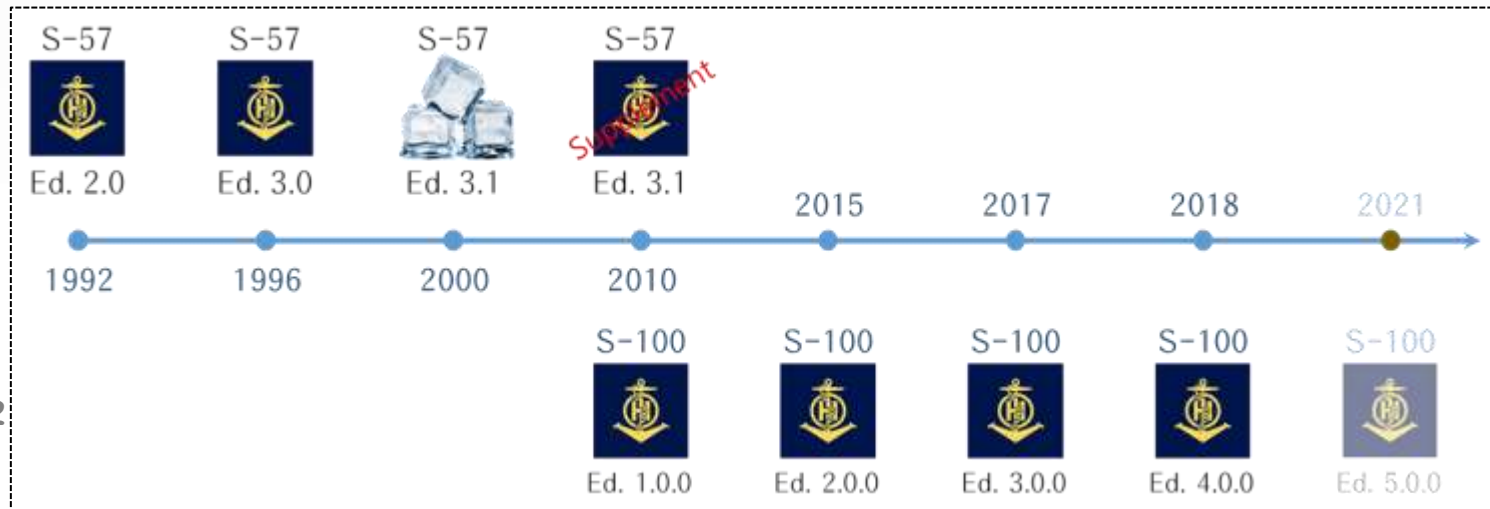 S-57 S-57 S-57 S-57
Supplement
Ed. 2.0 Ed. 3.0 Ed. 3.1 Ed. 3.1
2015 2017 2018 2021
1992 1996 2000 2010
S-100 S-100 S-100 S-100 S-100
Ed. 1.0.0 Ed. 2.0.0 Ed. 3.0.0 Ed. 4.0.0 Ed. 5.0.0